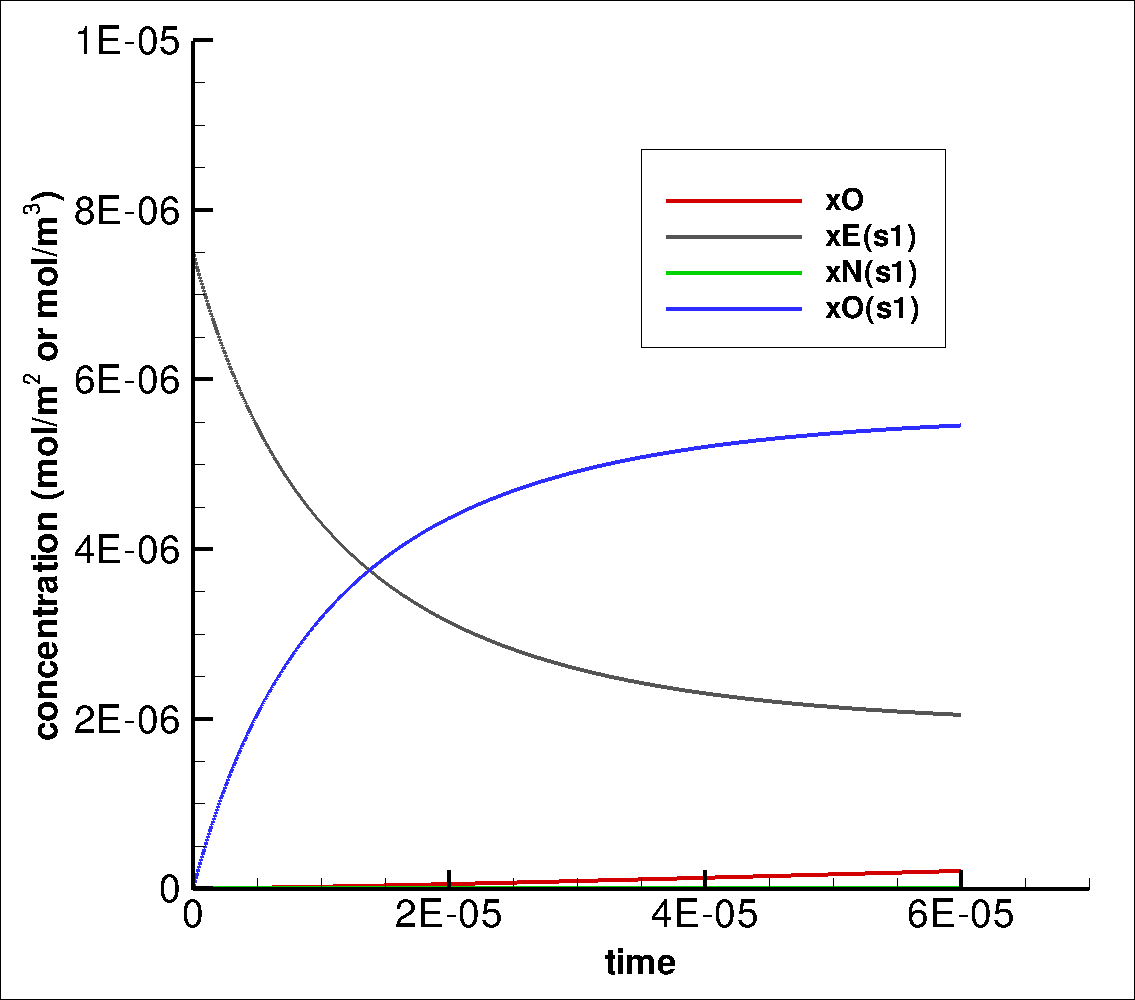 1E-05
8E-06
6E-06
4E-06
2E-06
0
concentration (mol/m² or mol/m³)
xO
xE(s1)
xN(s1)
xO(s1)
0 2E-05 4E-05 6E-05
time